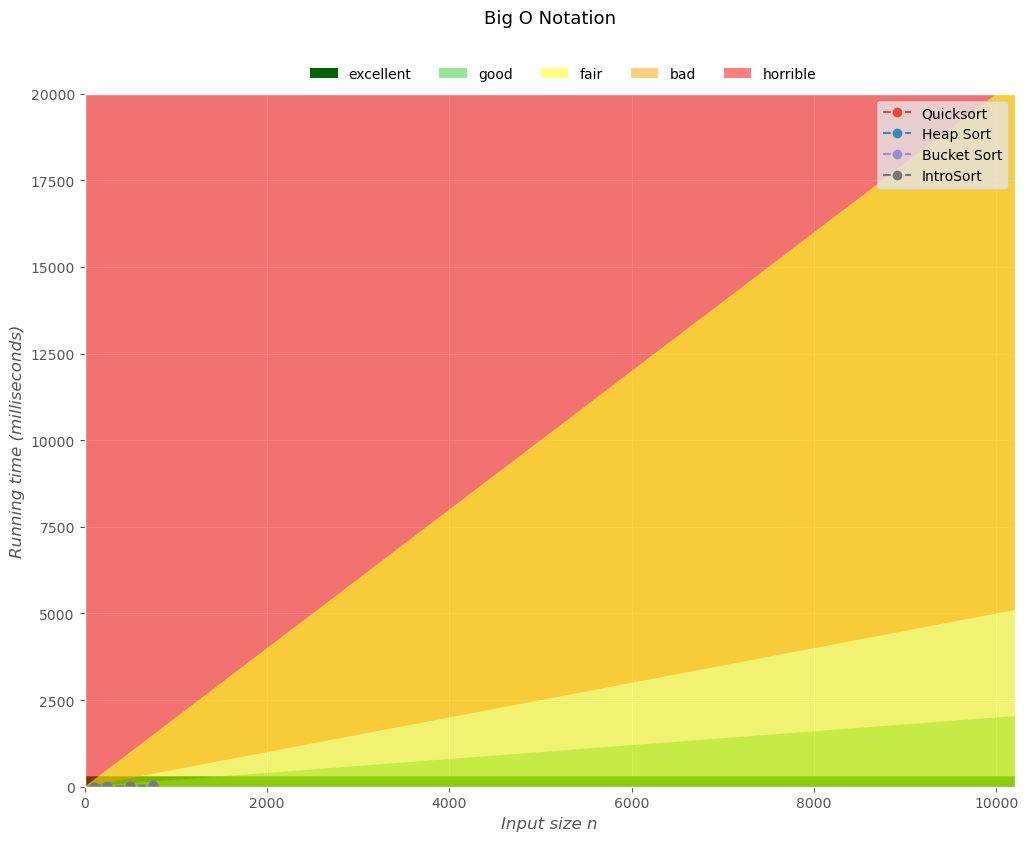 Big O Notation
excellent good fair bad horrible
Quicksort
Heap Sort
Bucket Sort
IntroSort
20000
17500
15000
12500
10000
7500
5000
2500
0
Running time (milliseconds)
0 2000 4000 6000 8000 10000
Input size n